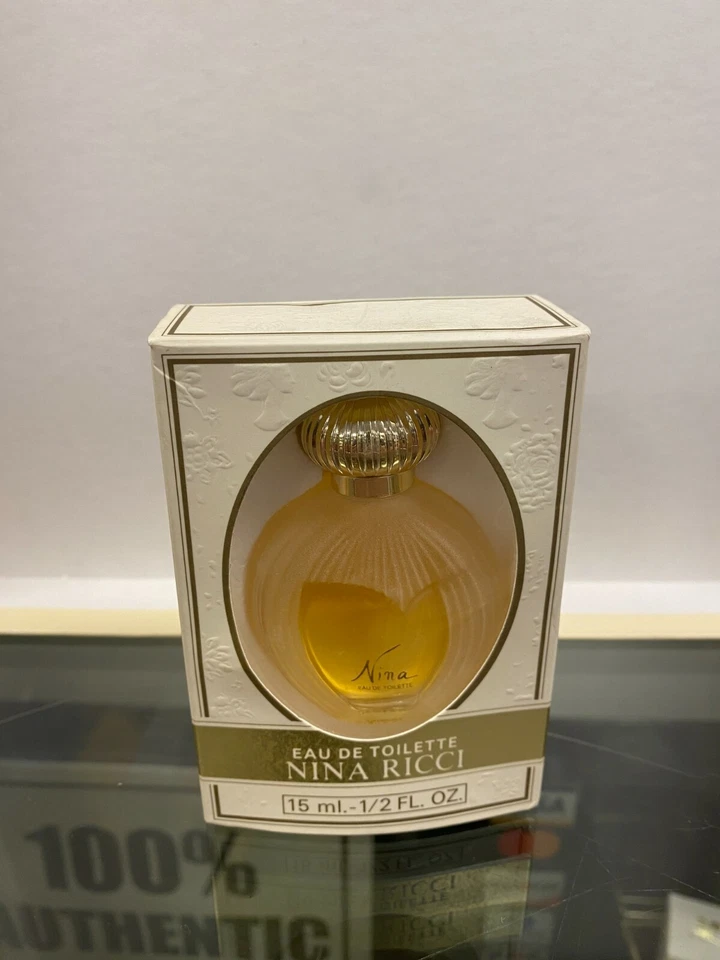 Nina
EAU DE TOILETTE
EAU DE TOILETTE
NINA RICCI
15 ml.-1/2 FL. OZ.
100%
AUTHENTIC